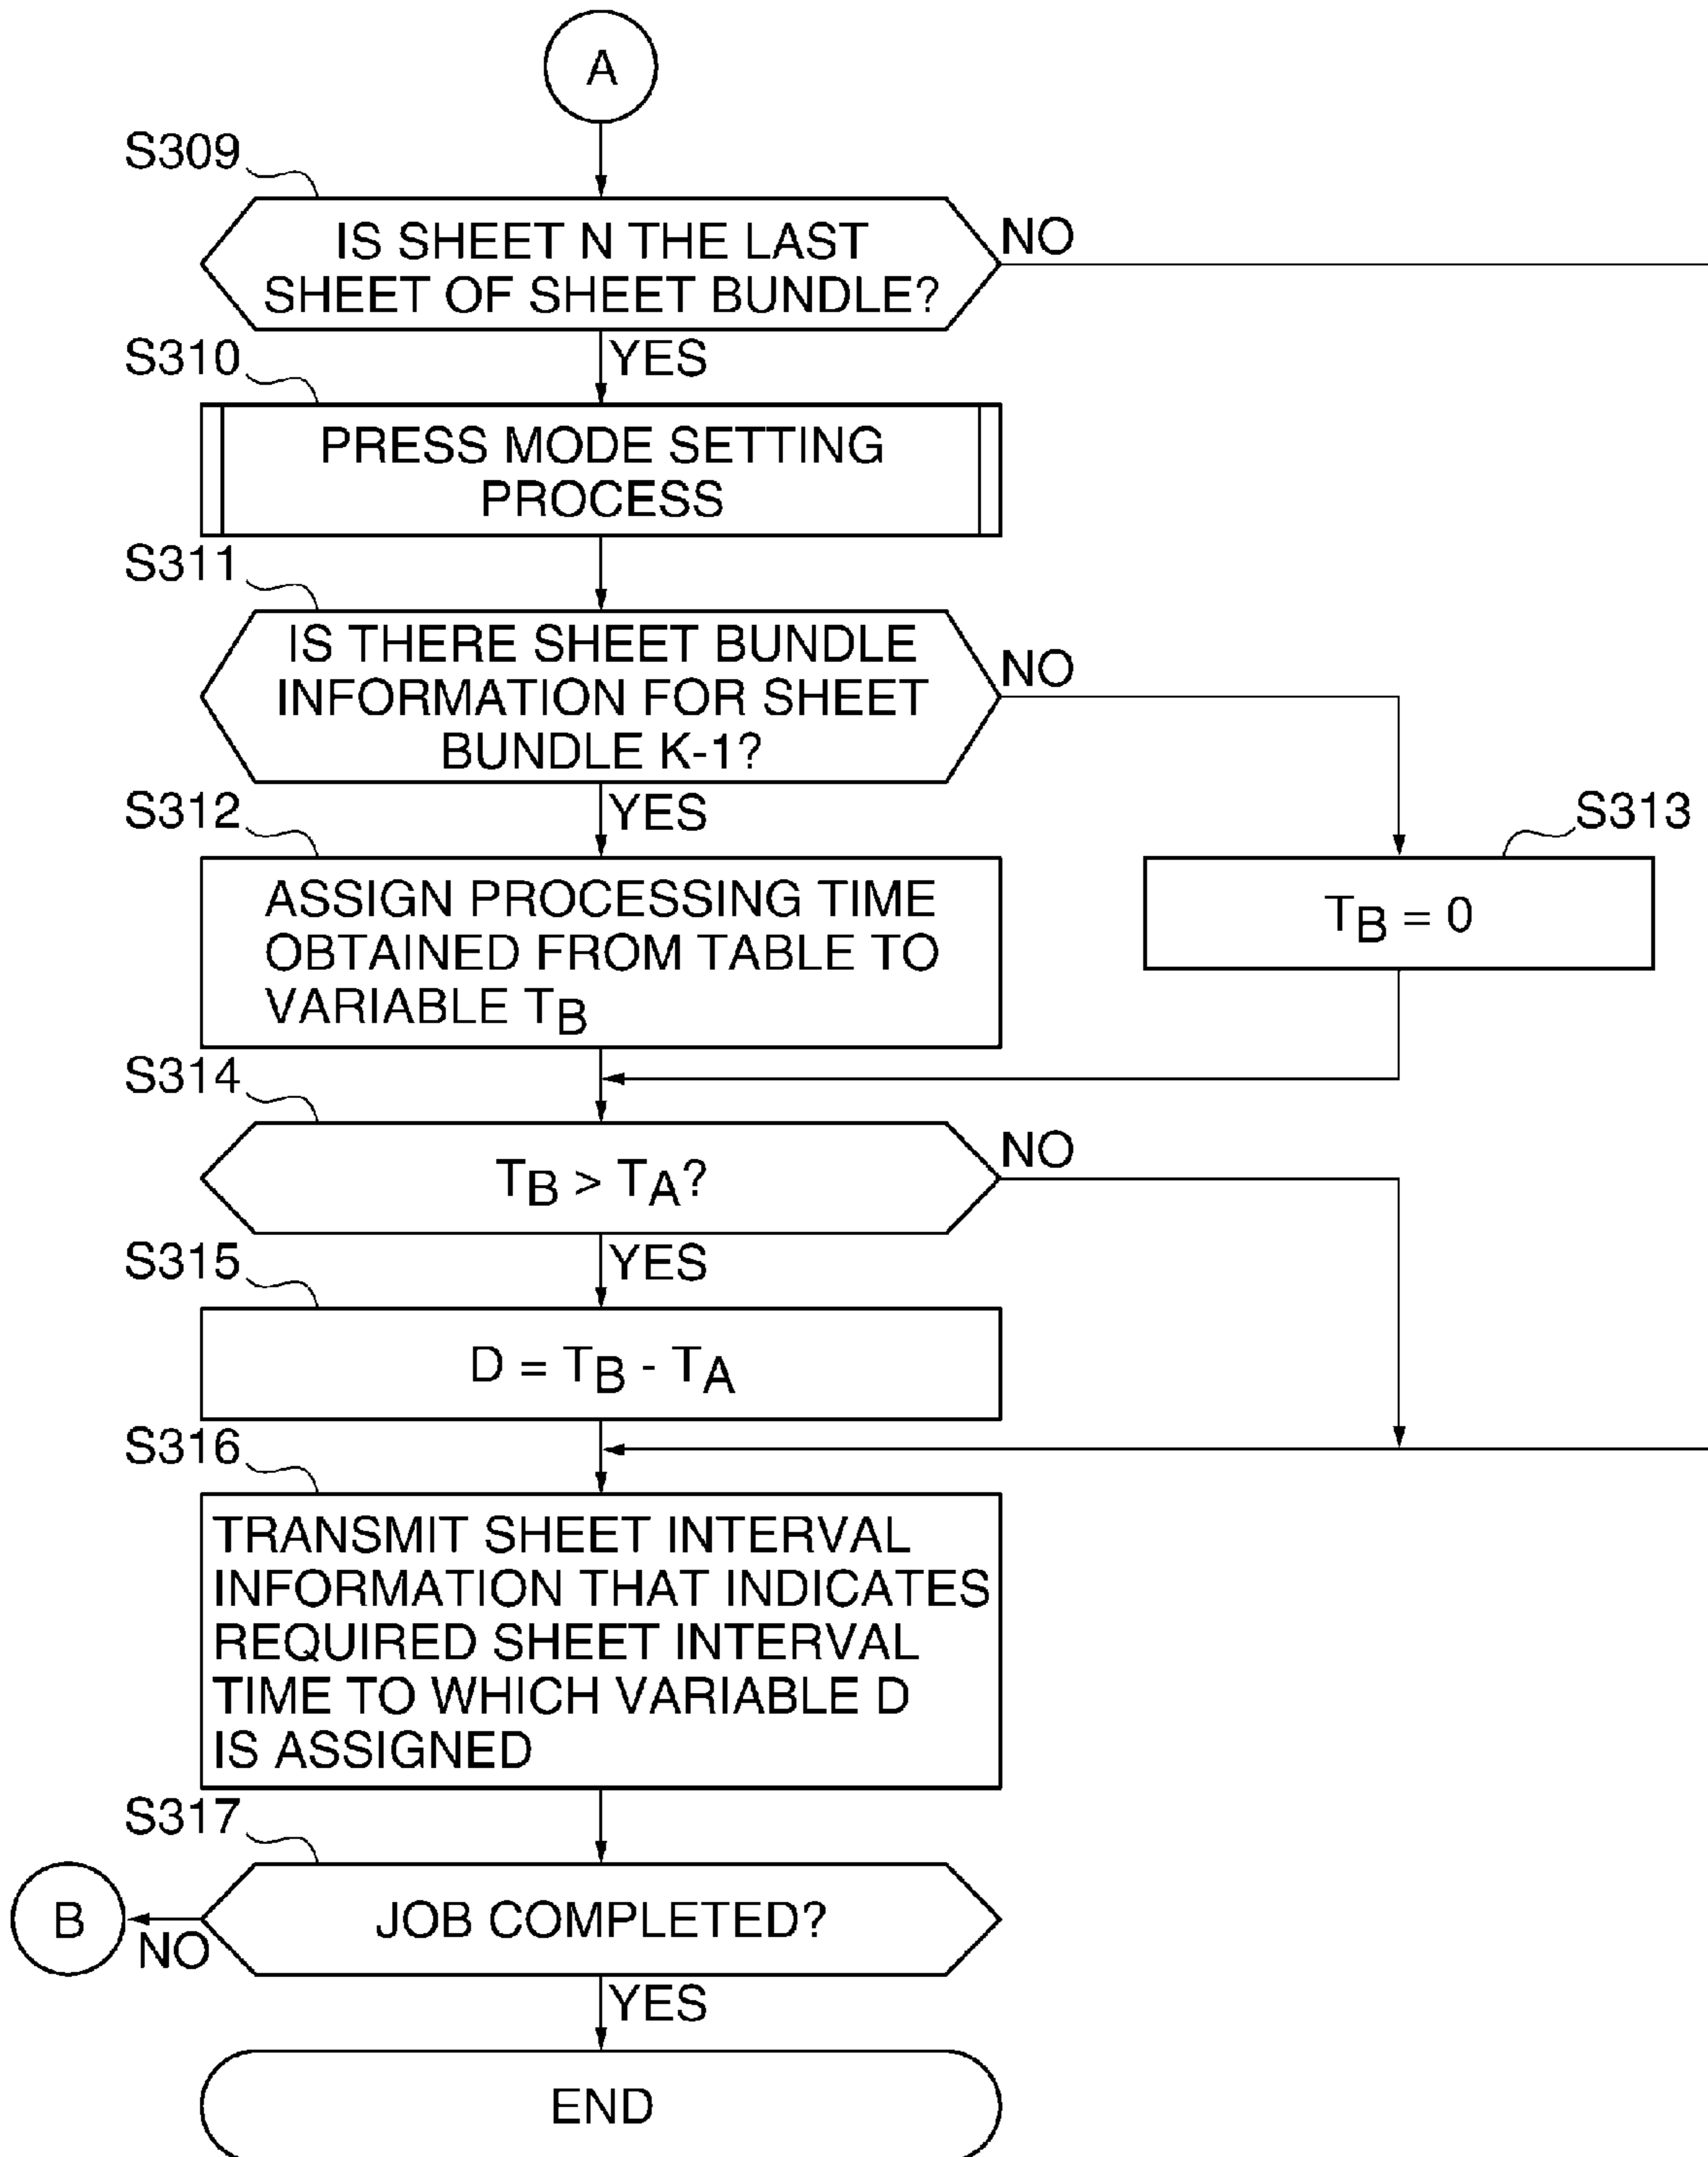 A
S309
IS SHEET N THE LAST
SHEET OF SHEET BUNDLE?
NO
YES
S310
PRESS MODE SETTING
PROCESS
S311
IS THERE SHEET BUNDLE
INFORMATION FOR SHEET
BUNDLE K-1?
NO
YES
S312
ASSIGN PROCESSING TIME
OBTAINED FROM TABLE TO
VARIABLE TB
S313
TB = 0
S314
TB > TA?
NO
YES
S315
D = TB - TA
S316
TRANSMIT SHEET INTERVAL
INFORMATION THAT INDICATES
REQUIRED SHEET INTERVAL
TIME TO WHICH VARIABLE D
IS ASSIGNED
S317
JOB COMPLETED?
B
NO
YES
END